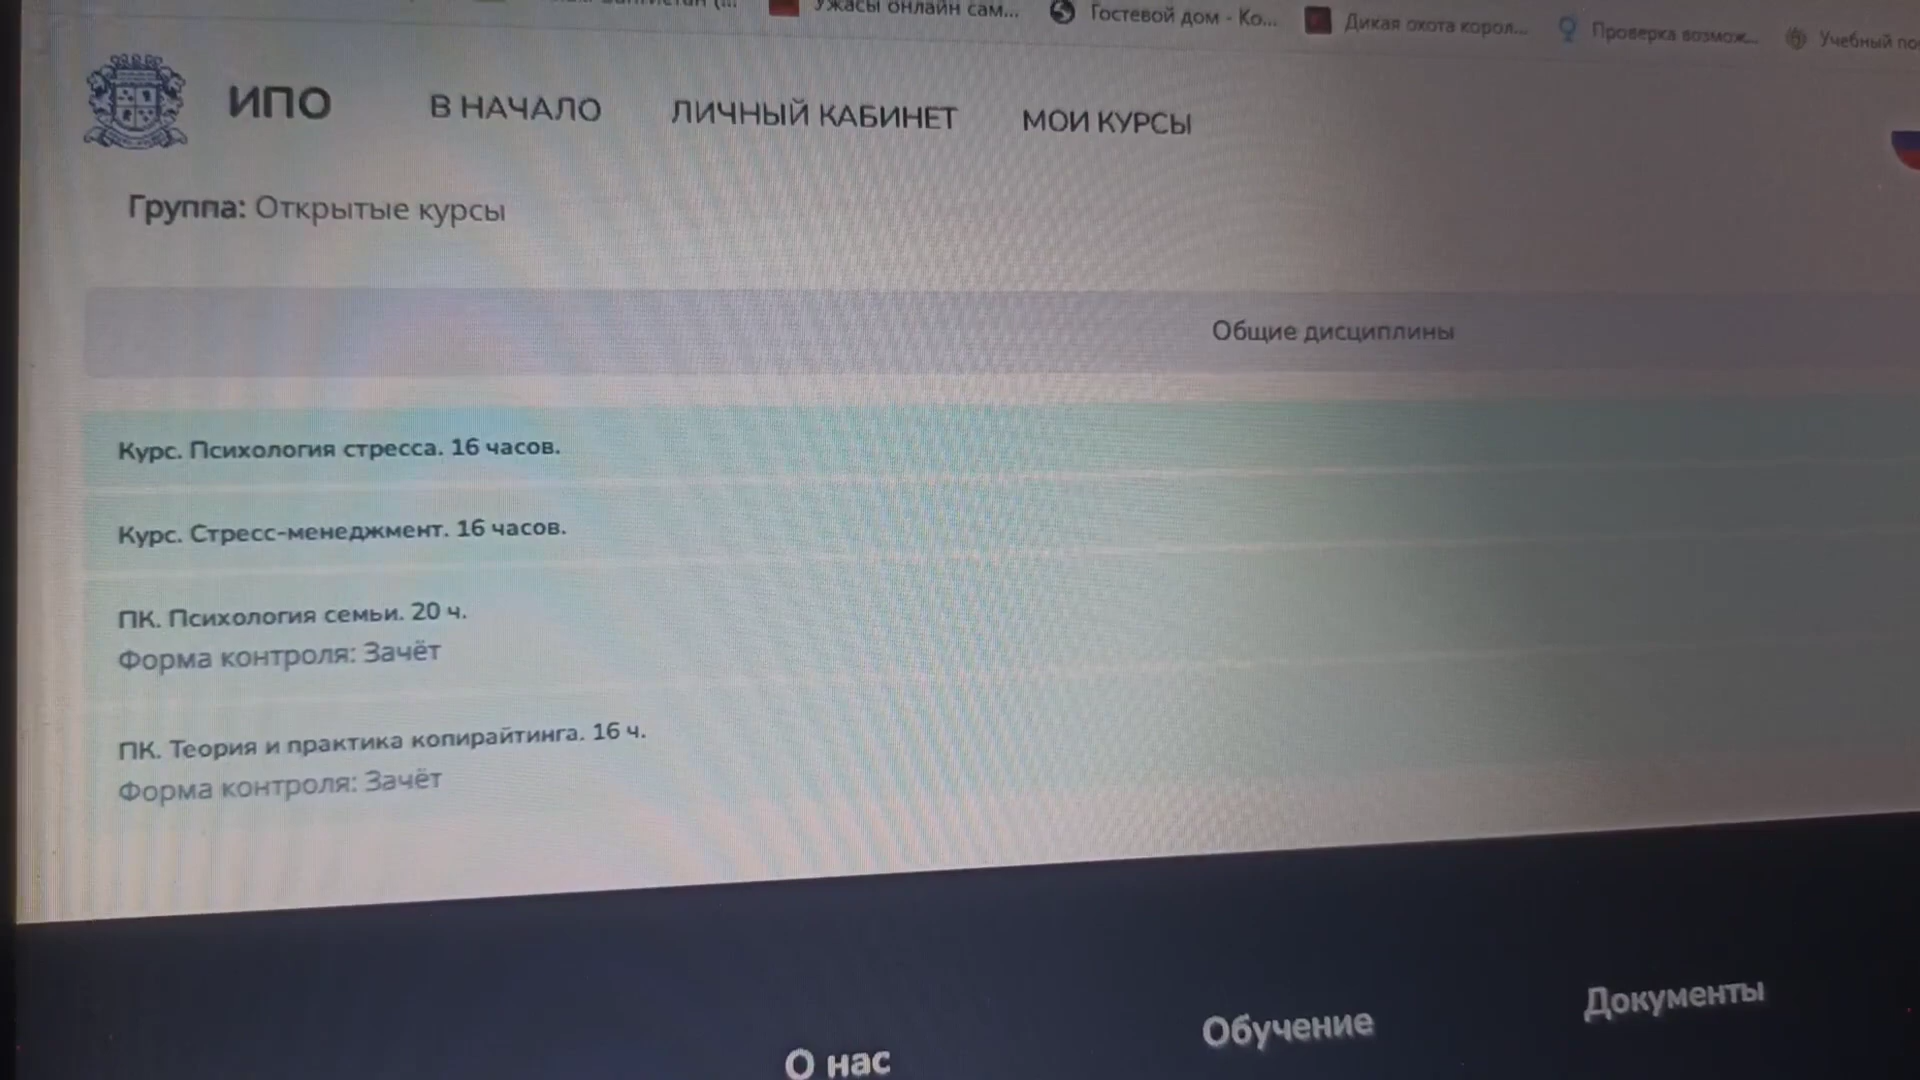 Ужасы онлайн сам...
Гостевой дом - Ко...
Дикая охота корол...
Проверка возмож...
Учебный по
ИПО
В НАЧАЛО
ЛИЧНЫЙ КАБИНЕТ
МОИ КУРСЫ
Группа: Открытые курсы
Общие дисциплины
Курс. Психология стресса. 16 часов.
Курс. Стресс-менеджмент. 16 часов.
ПК. Психология семьи. 20 ч.
Форма контроля: Зачёт
ПК. Теория и практика копирайтинга. 16 ч.
Форма контроля: Зачёт
О нас
Обучение
Документы